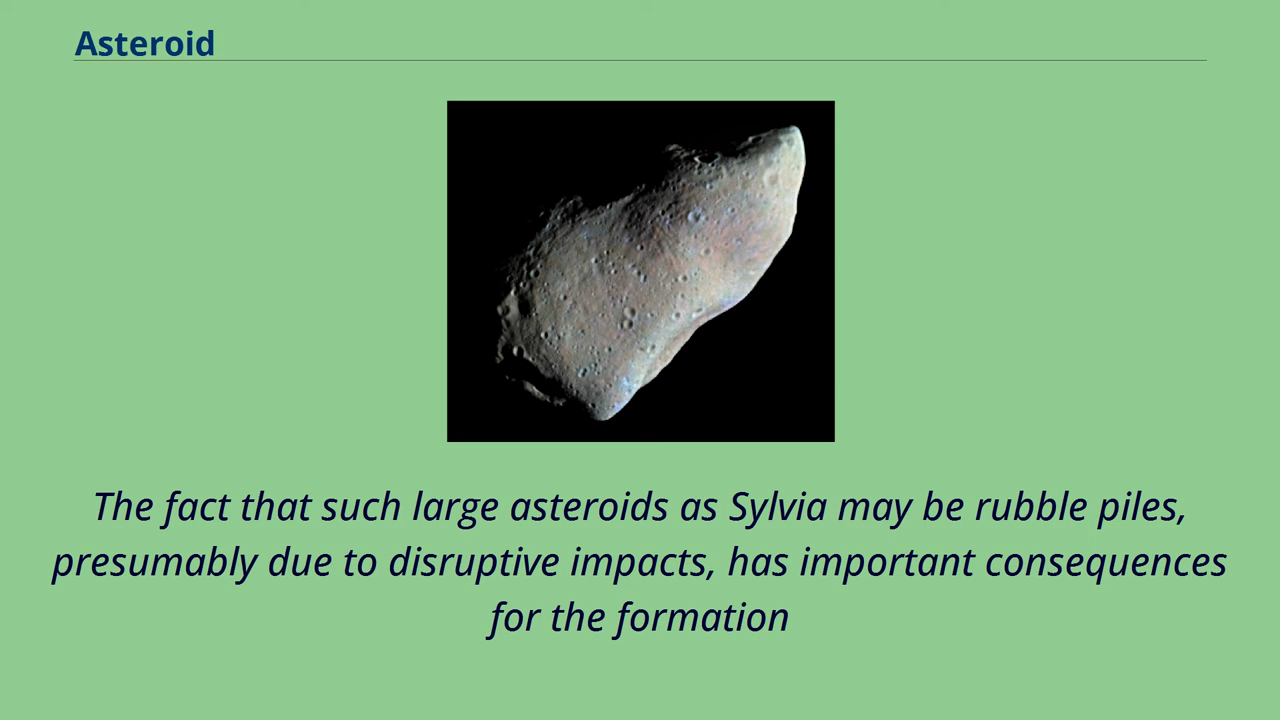 Asteroid
The fact that such large asteroids as Sylvia may be rubble piles,
presumably due to disruptive impacts, has important consequences
for the formation